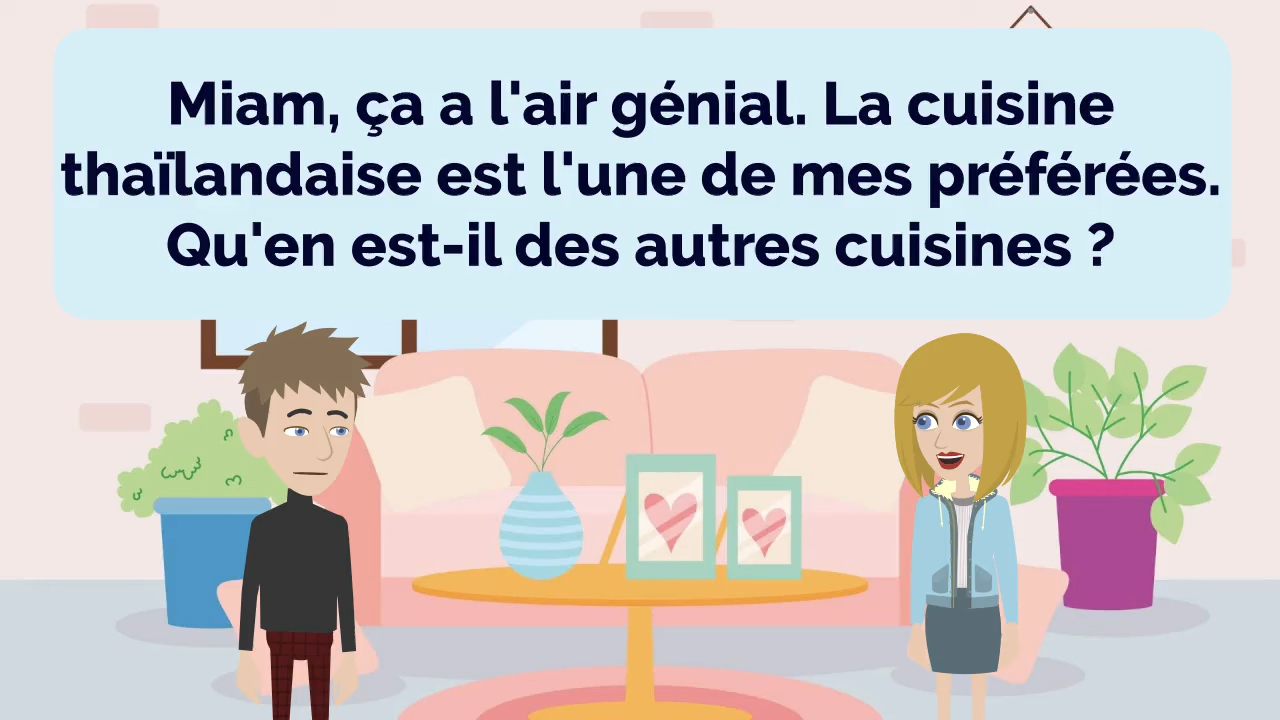 Miam, ça a l'air génial. La cuisine
thaïlandaise est l'une de mes préférées.
Qu'en est-il des autres cuisines ?